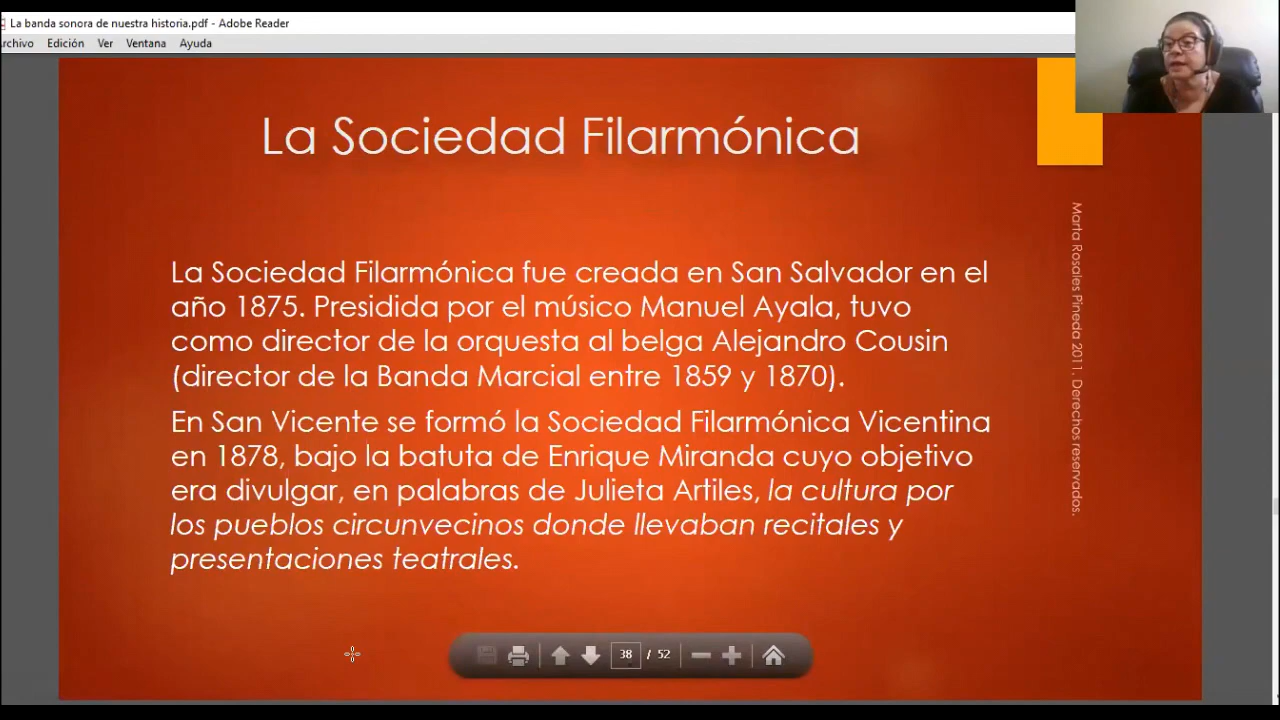 La banda sonora de nuestra historia.pdf - Adobe Reader
rchivo Edición Ver Ventana Ayuda
La Sociedad Filarmónica
La Sociedad Filarmónica fue creada en San Salvador en el
año 1875. Presidida por el músico Manuel Ayala, tuvo
como director de la orquesta al belga Alejandro Cousin
(director de la Banda Marcial entre 1859 y 1870).
En San Vicente se formó la Sociedad Filarmónica Vicentina
en 1878, bajo la batuta de Enrique Miranda cuyo objetivo
era divulgar, en palabras de Julieta Artiles, la cultura por
los pueblos circunvecinos donde llevaban recitales y
presentaciones teatrales.
Marta Rosales Pineda 2011. Derechos reservados.
38 / 52